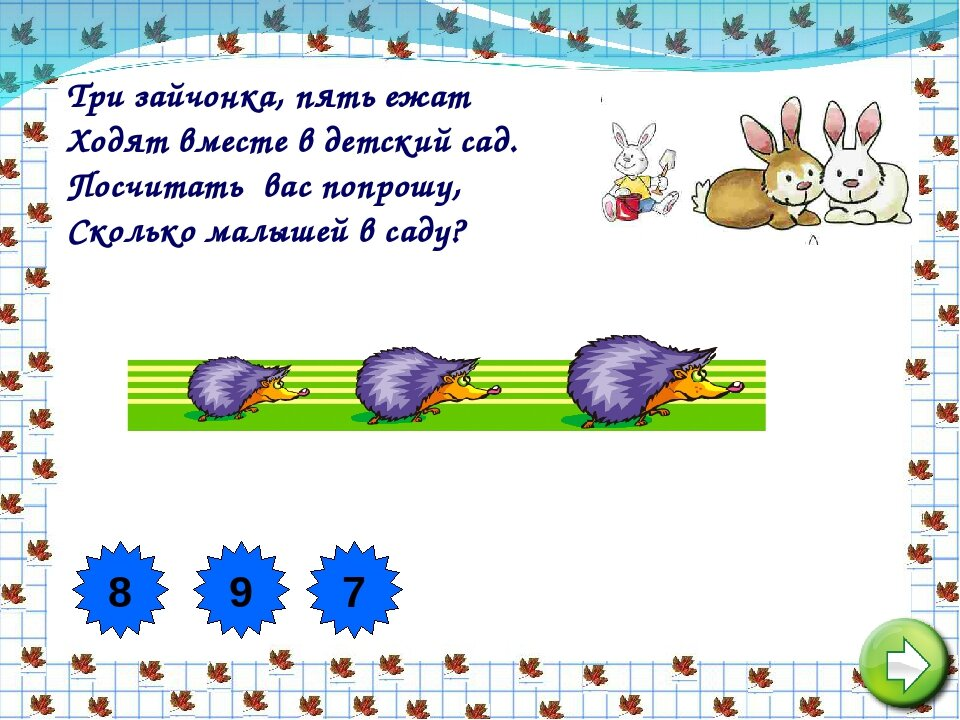 Три зайчонка, пять ежат
Ходят вместе в детский сад.
Посчитать вас попрошу,
Сколько малышей в саду?
8 9 7